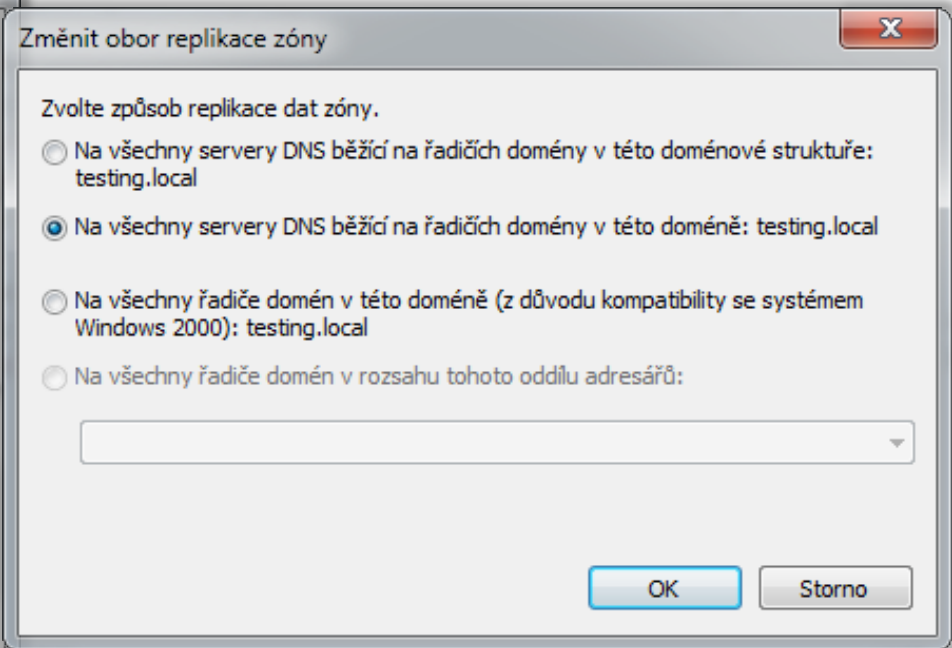 Změnit obor replikace zóny
Zvolte způsob replikace dat zóny.
Na všechny servery DNS běžící na řadičích domény v této doménové struktuře:
testing.local
Na všechny servery DNS běžící na řadičích domény v této doméně: testing.local
Na všechny řadiče domén v této doméně (z důvodu kompatibility se systémem
Windows 2000): testing.local
Na všechny řadiče domén v rozsahu tohoto oddílu adresářů:
OK
Storno